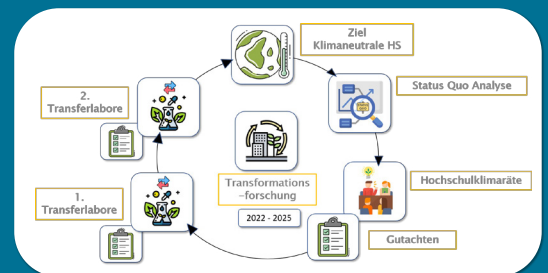 Ziel
Klimaneutrale HS
Status Quo Analyse
Hochschulklimaräte
Gutachten
1.
Transferlabore
2.
Transferlabore
Transformations
-forschung
2022 - 2025